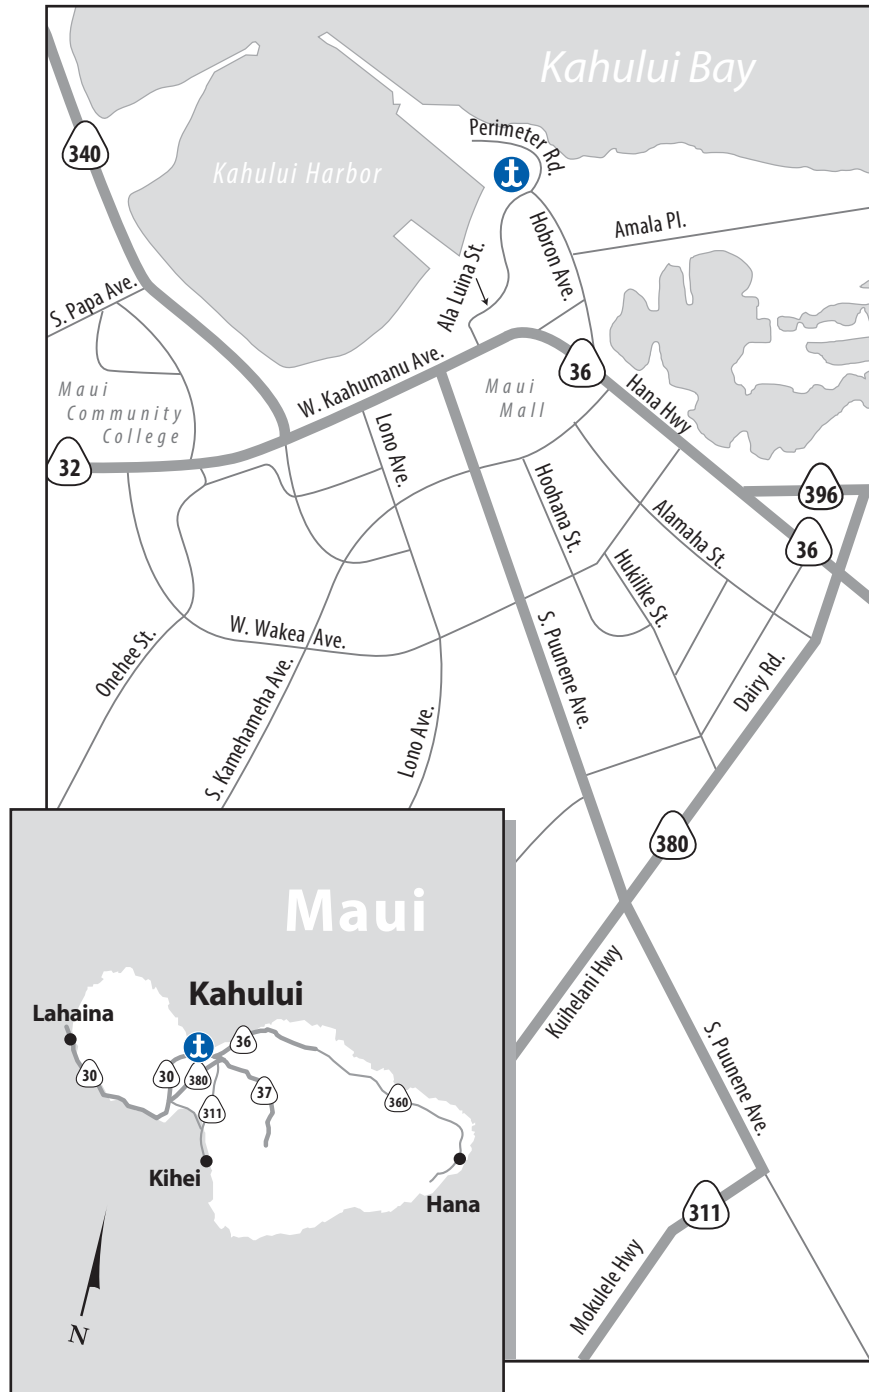 Kahului Bay
Perimeter Rd.
340
Kahului Harbor
Amala Pl.
Hobron Ave.
Ala Luina St.
S. Papa Ave.
W. Kaahumanu Ave.
36
Hana Hwy
Maui
Community
College
Maui
Mall
32
Lono Ave.
396
Hoohana St.
Alamaha St.
36
Hukilike St.
W. Wakea Ave.
Onehee St.
S. Puunene Ave.
Dairy Rd.
S. Kamehameha Ave.
Lono Ave.
380
Kuihelani Hwy
S. Puunene Ave.
311
Mokulele Hwy
Maui
Kahului
Lahaina
36
30
30
380
37
360
311
Kihei
Hana
N